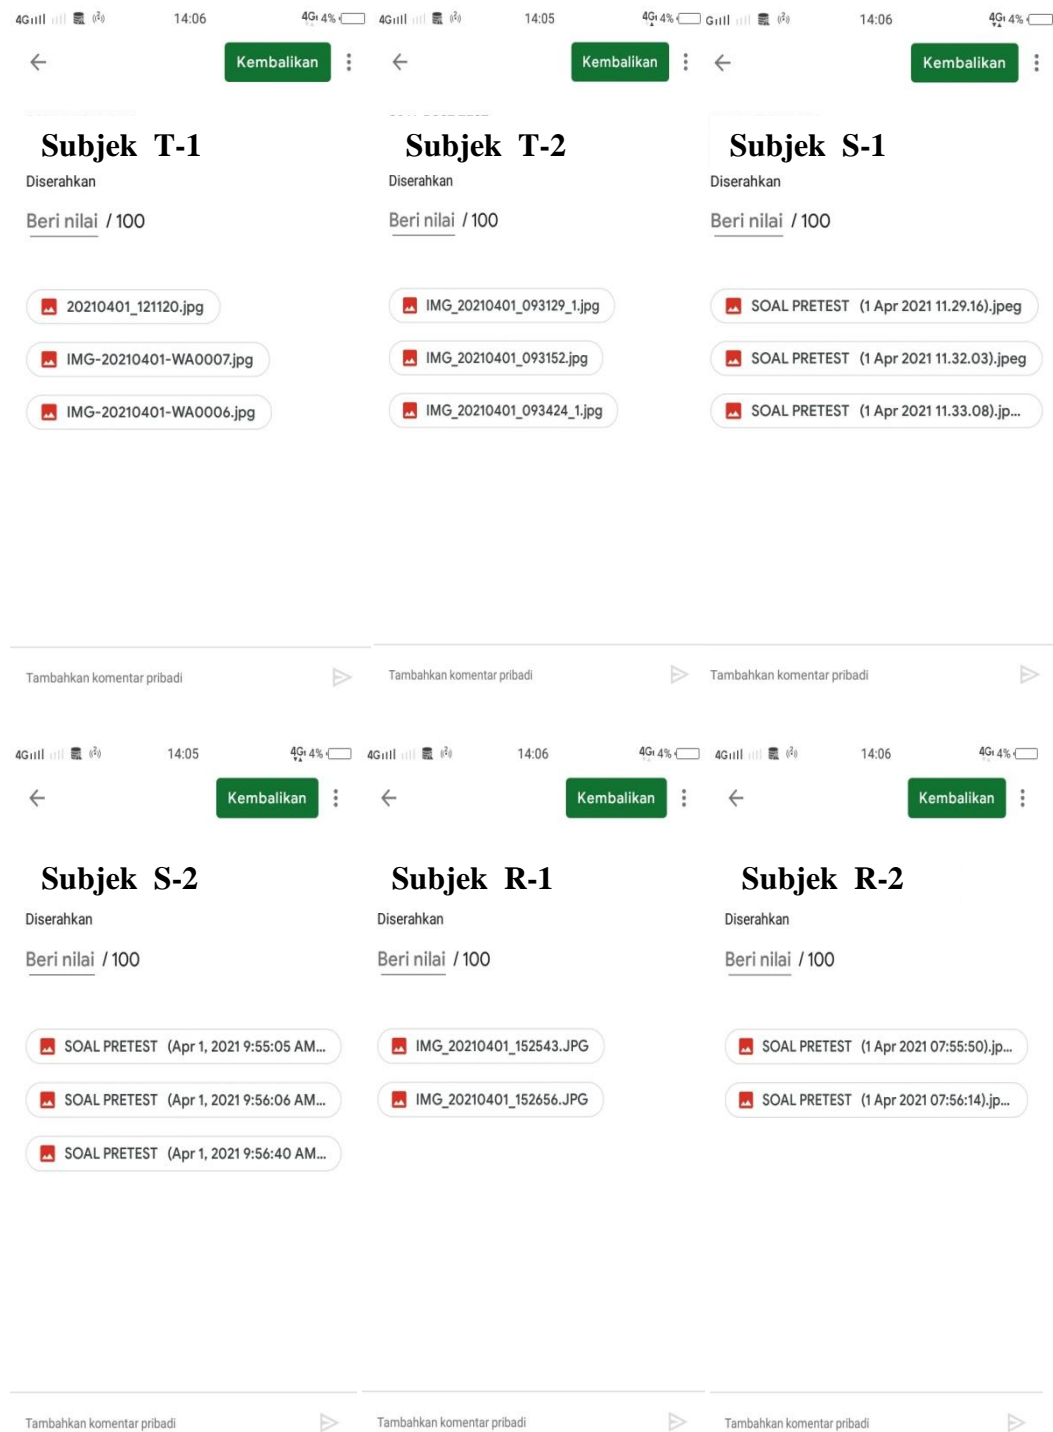 4G 14:06 4G 4%
Kembalikan
Subjek T-1
Diserahkan
Beri nilai / 100
20210401_121120.jpg
IMG-20210401-WA0007.jpg
IMG-20210401-WA0006.jpg
Tambahkan komentar pribadi
4G 14:05 4G 4%
Kembalikan
Subjek T-2
Diserahkan
Beri nilai / 100
IMG_20210401_093129_1.jpg
IMG_20210401_093152.jpg
IMG_20210401_093424_1.jpg
Tambahkan komentar pribadi
G 14:06 4G 4%
Kembalikan
Subjek S-1
Diserahkan
Beri nilai / 100
SOAL PRETEST (1 Apr 2021 11.29.16).jpeg
SOAL PRETEST (1 Apr 2021 11.32.03).jpeg
SOAL PRETEST (1 Apr 2021 11.33.08).jp...
Tambahkan komentar pribadi
4G 14:05 4G 4%
Kembalikan
Subjek S-2
Diserahkan
Beri nilai / 100
SOAL PRETEST (Apr 1, 2021 9:55:05 AM...
SOAL PRETEST (Apr 1, 2021 9:56:06 AM...
SOAL PRETEST (Apr 1, 2021 9:56:40 AM...
Tambahkan komentar pribadi
4G 14:06 4G 4%
Kembalikan
Subjek R-1
Diserahkan
Beri nilai / 100
IMG_20210401_152543.JPG
IMG_20210401_152656.JPG
Tambahkan komentar pribadi
4G 14:06 4G 4%
Kembalikan
Subjek R-2
Diserahkan
Beri nilai / 100
SOAL PRETEST (1 Apr 2021 07:55:50).jp...
SOAL PRETEST (1 Apr 2021 07:56:14).jp...
Tambahkan komentar pribadi